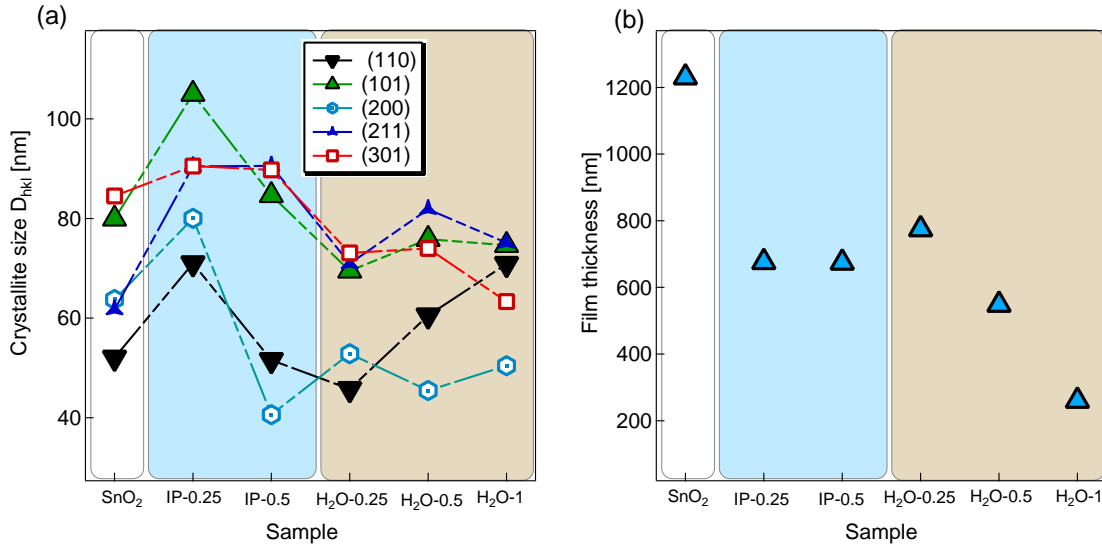 (a)
(110)
(101)
(200)
(211)
(301)
Crystallite size D_hkl [nm]
100
80
60
40
SnO₂ IP-0.25 IP-0.5 H₂O-0.25 H₂O-0.5 H₂O-1
Sample
(b)
Film thickness [nm]
1200
1000
800
600
400
200
SnO₂ IP-0.25 IP-0.5 H₂O-0.25 H₂O-0.5 H₂O-1
Sample